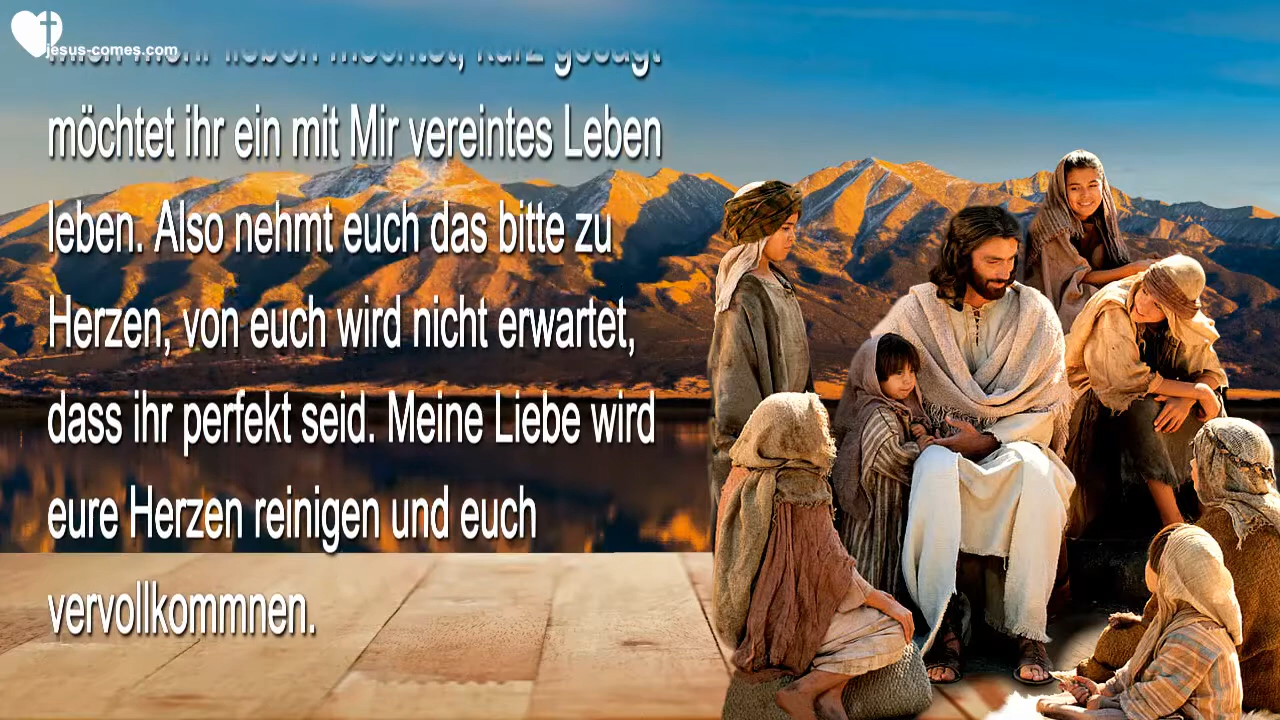 jesus-comes.com
möchtet ihr ein mit Mir vereintes Leben
leben. Also nehmt euch das bitte zu
Herzen, von euch wird nicht erwartet,
dass ihr perfekt seid. Meine Liebe wird
eure Herzen reinigen und euch
vervollkommnen.